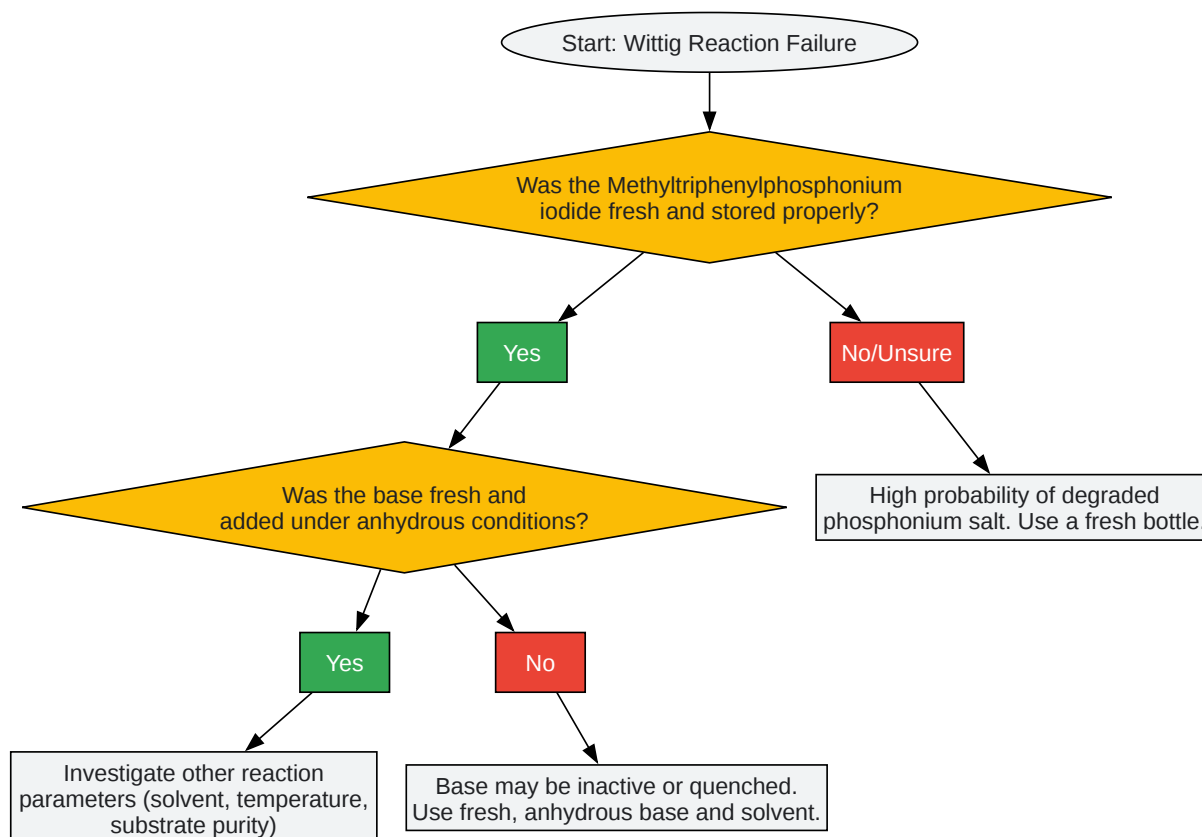 Start: Wittig Reaction Failure
Was the Methyltriphenylphosphonium
iodide fresh and stored properly?
Yes
No/Unsure
Was the base fresh and
added under anhydrous conditions?
High probability of degraded
phosphonium salt. Use a fresh bottle.
Yes
No
Investigate other reaction
parameters (solvent, temperature,
substrate purity)
Base may be inactive or quenched.
Use fresh, anhydrous base and solvent.